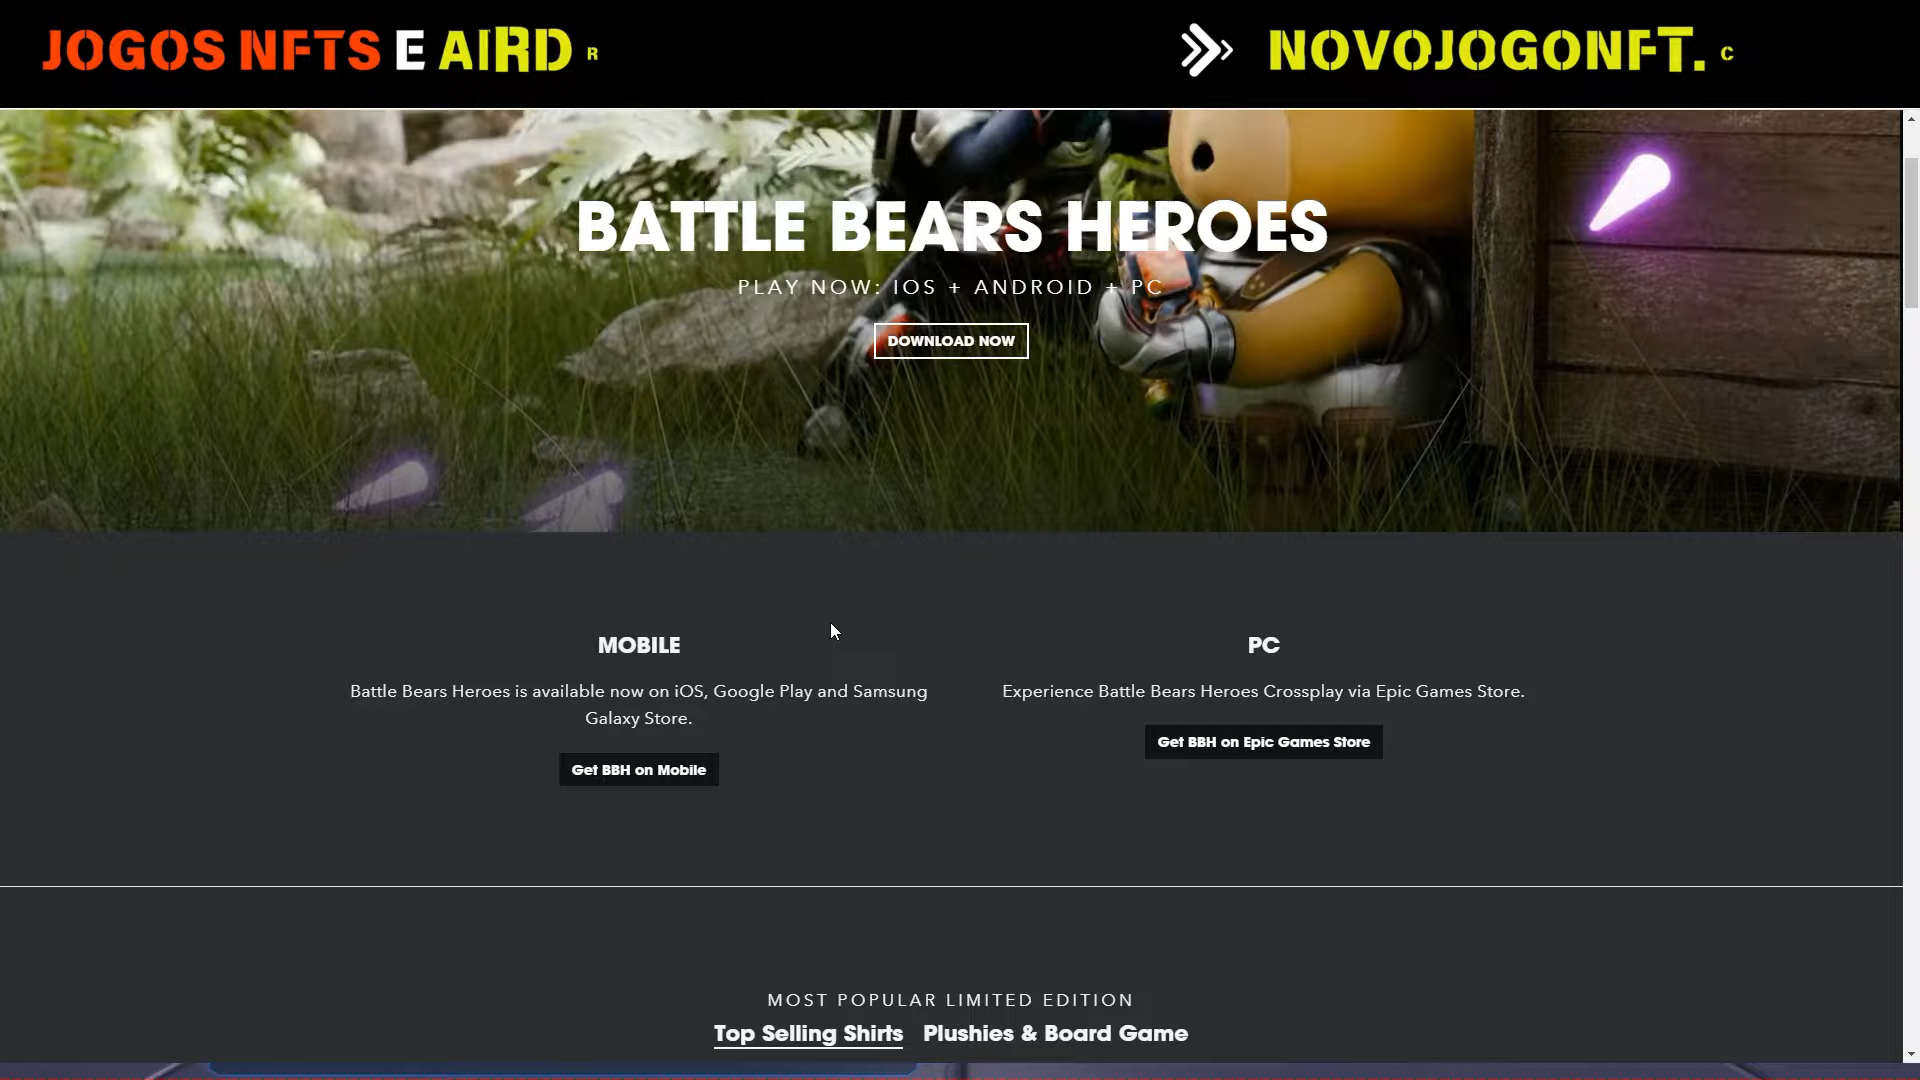 JOGOS NFTS E AIRD R
NOVOJOGONFT. C
BATTLE BEARS HEROES
PLAY NOW: IOS + ANDROID + PC
DOWNLOAD NOW
MOBILE
Battle Bears Heroes is available now on iOS, Google Play and Samsung
Galaxy Store.
Get BBH on Mobile
PC
Experience Battle Bears Heroes Crossplay via Epic Games Store.
Get BBH on Epic Games Store
MOST POPULAR LIMITED EDITION
Top Selling Shirts Plushies & Board Game